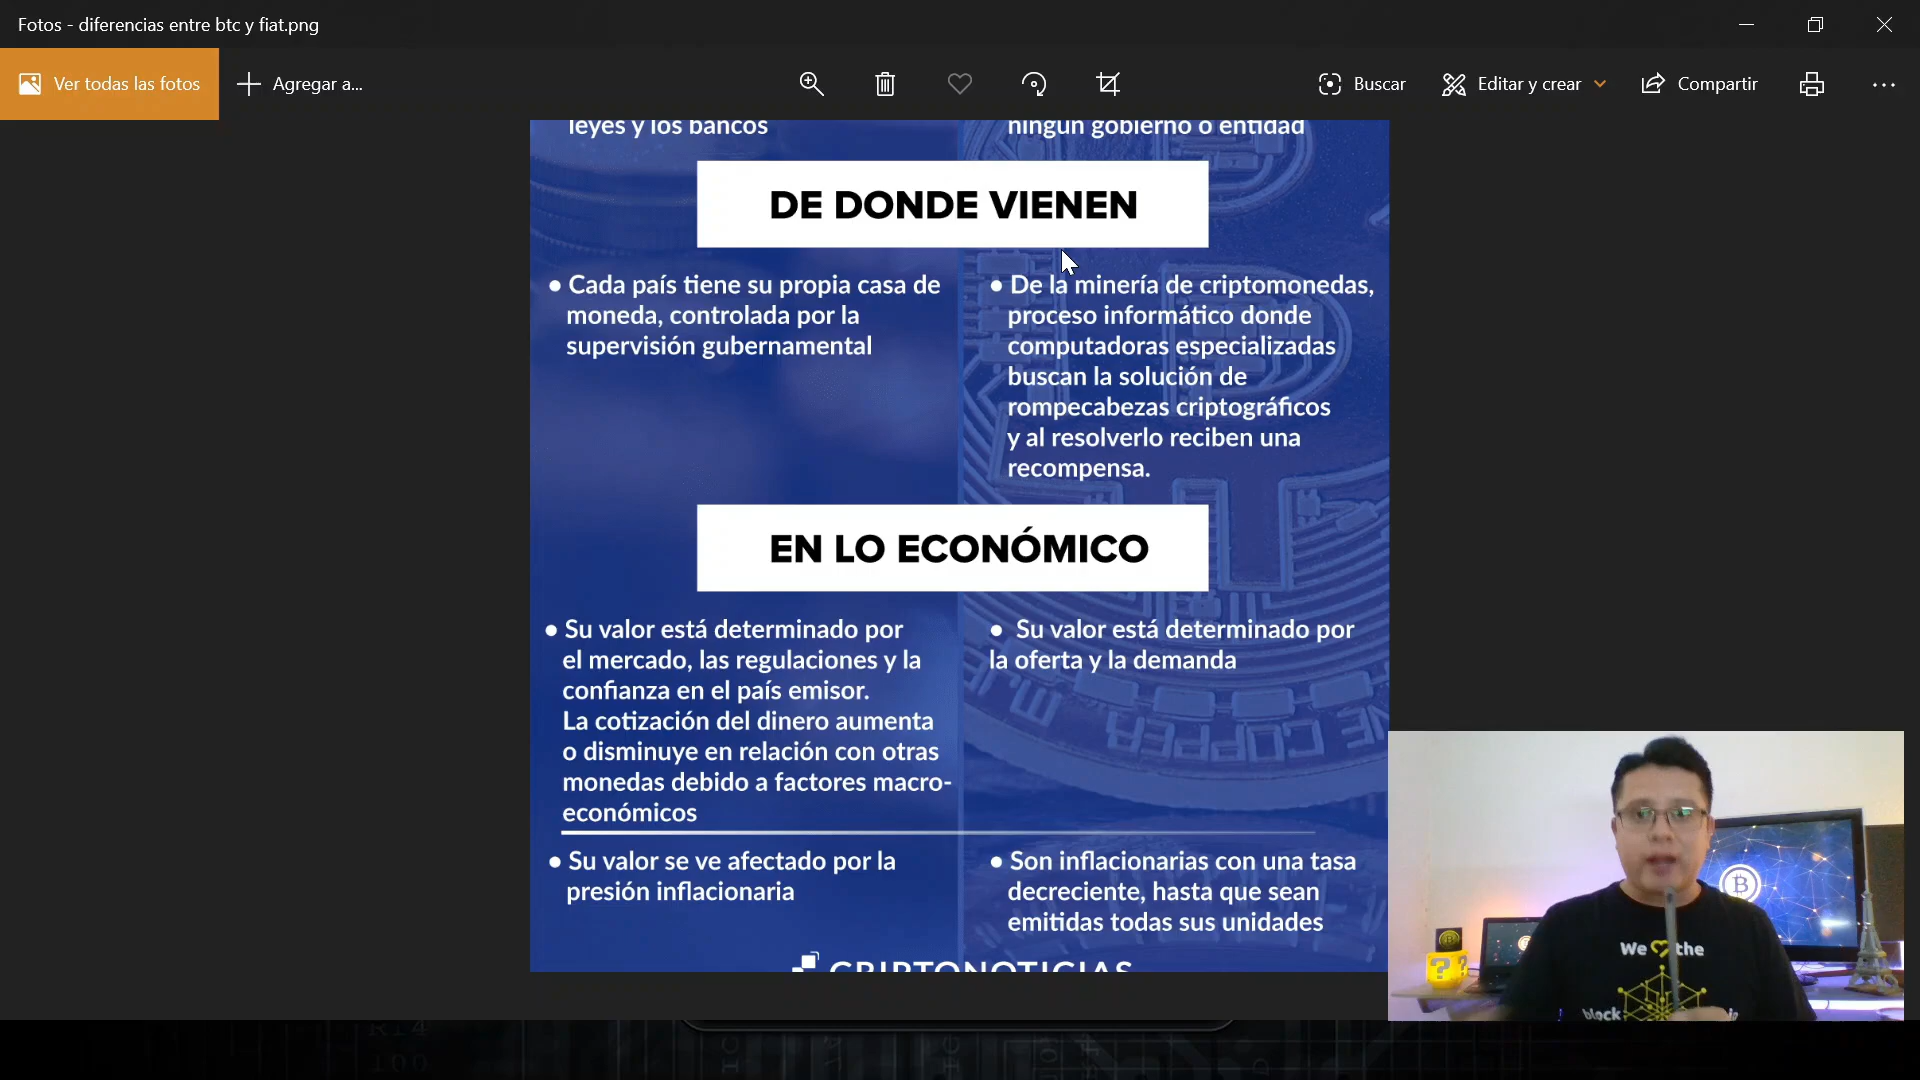 Fotos - diferencias entre btc y fiat.png
Ver todas las fotos
Agregar a...
Buscar
Editar y crear
Compartir
leyes y los bancos
ningún gobierno o entidad
DE DONDE VIENEN
• Cada país tiene su propia casa de
moneda, controlada por la
supervisión gubernamental
• De la minería de criptomonedas,
proceso informático donde
computadoras especializadas
buscan la solución de
rompecabezas criptográficos
y al resolverlo reciben una
recompensa.
EN LO ECONÓMICO
• Su valor está determinado por
el mercado, las regulaciones y la
confianza en el país emisor.
La cotización del dinero aumenta
o disminuye en relación con otras
monedas debido a factores macro-
económicos
• Su valor está determinado por
la oferta y la demanda
• Su valor se ve afectado por la
presión inflacionaria
• Son inflacionarias con una tasa
decreciente, hasta que sean
emitidas todas sus unidades
CRIPTONOTICIAS
We the
block